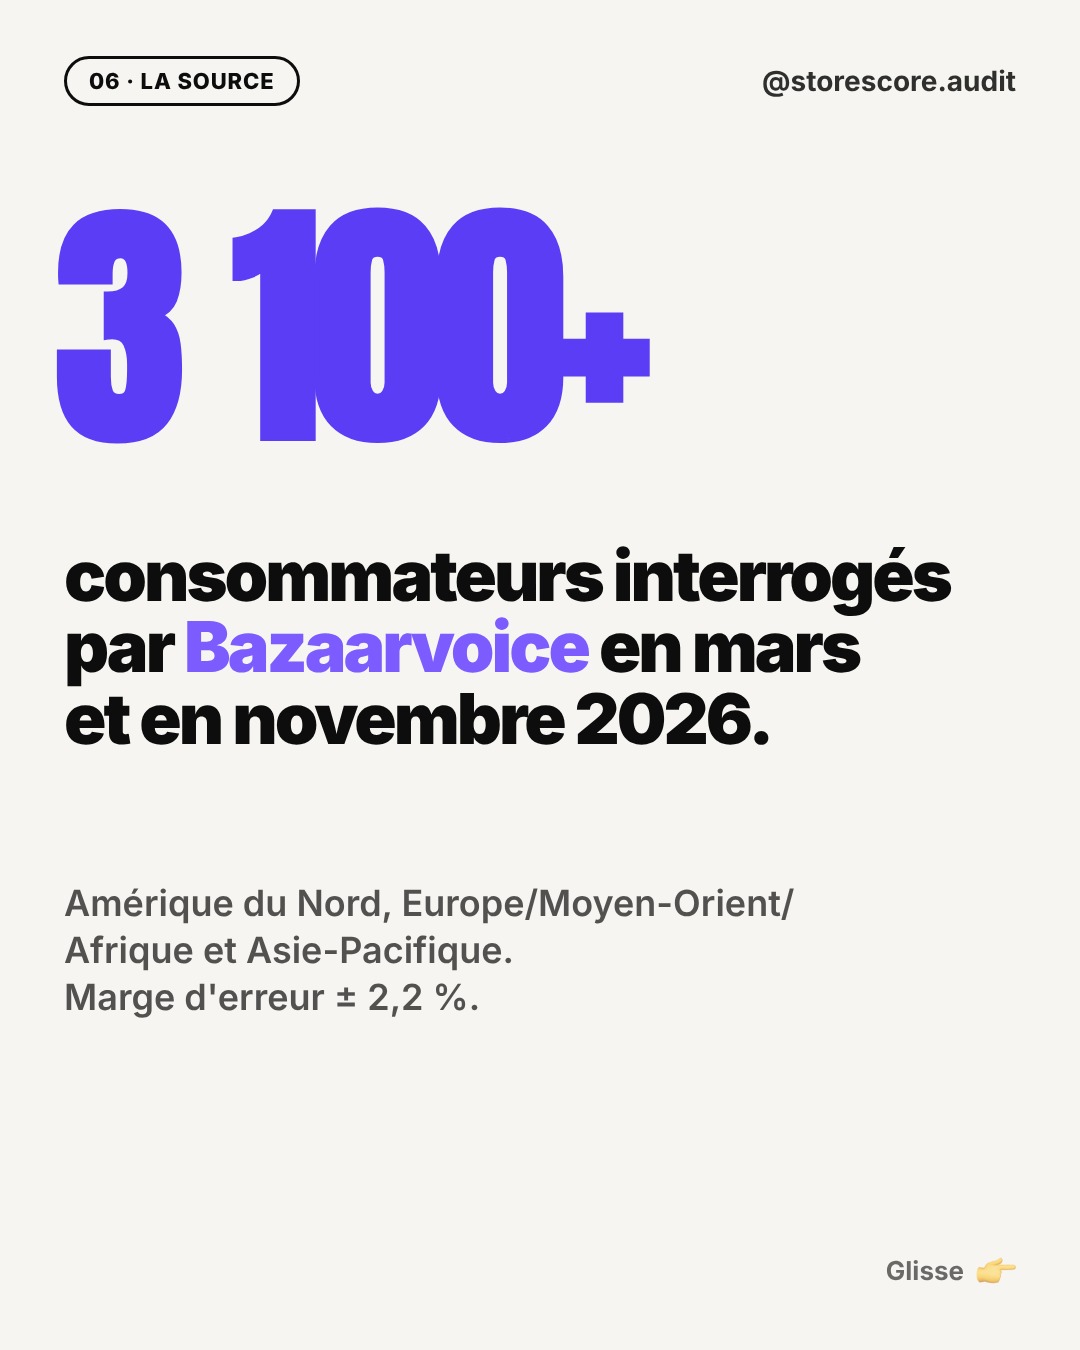 06 · LA SOURCE
@storescore.audit
3 100+
consommateurs interrogés
par Bazaarvoice en mars
et en novembre 2026.
Amérique du Nord, Europe/Moyen-Orient/
Afrique et Asie-Pacifique.
Marge d'erreur ± 2,2 %.
Glisse 👉